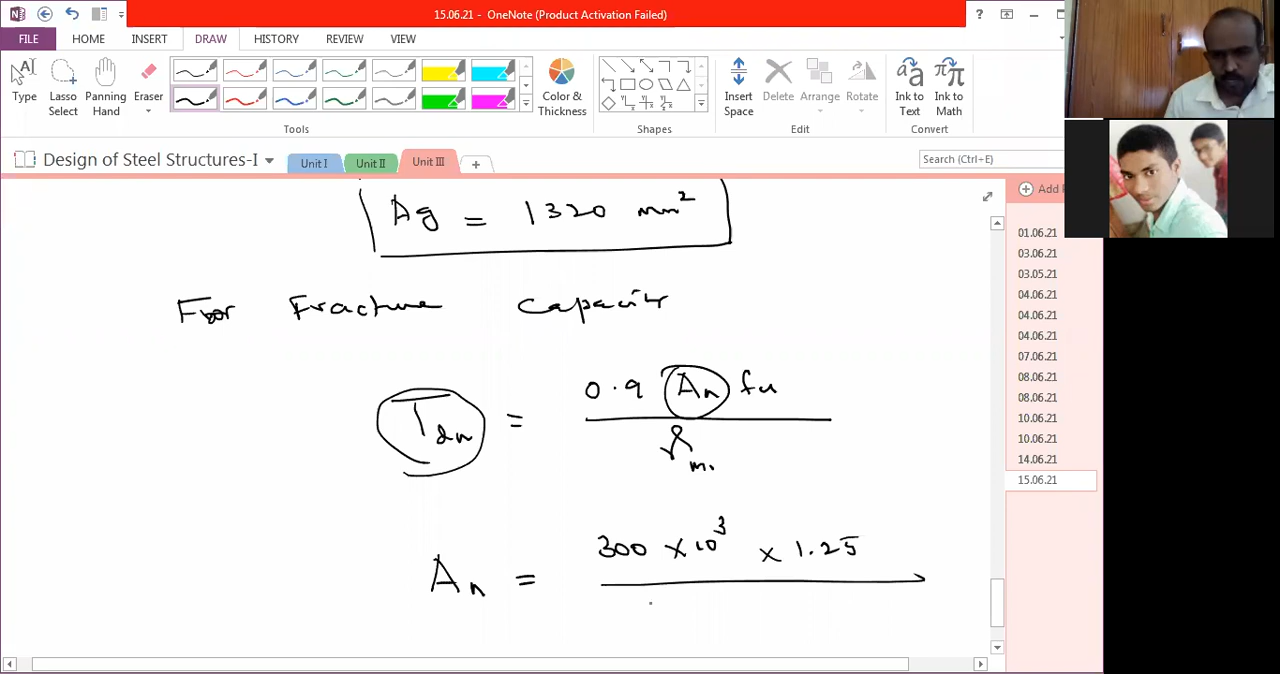 15.06.21 - OneNote (Product Activation Failed)
FILE HOME INSERT DRAW HISTORY REVIEW VIEW
Type Lasso Select Panning Hand Eraser Color & Thickness Insert Space Delete Arrange Rotate Ink to Text Ink to Math
Tools Shapes Edit Convert
Design of Steel Structures-I Unit I Unit II Unit III Search (Ctrl+E)
Add
Ag = 1320 mm²
01.06.21
03.06.21
03.05.21
04.06.21
04.06.21
04.06.21
07.06.21
08.06.21
08.06.21
10.06.21
10.06.21
14.06.21
15.06.21
For Fracture Capacity
Tdn = 0.9 An fu
γm1
An = 300 × 10³ × 1.25